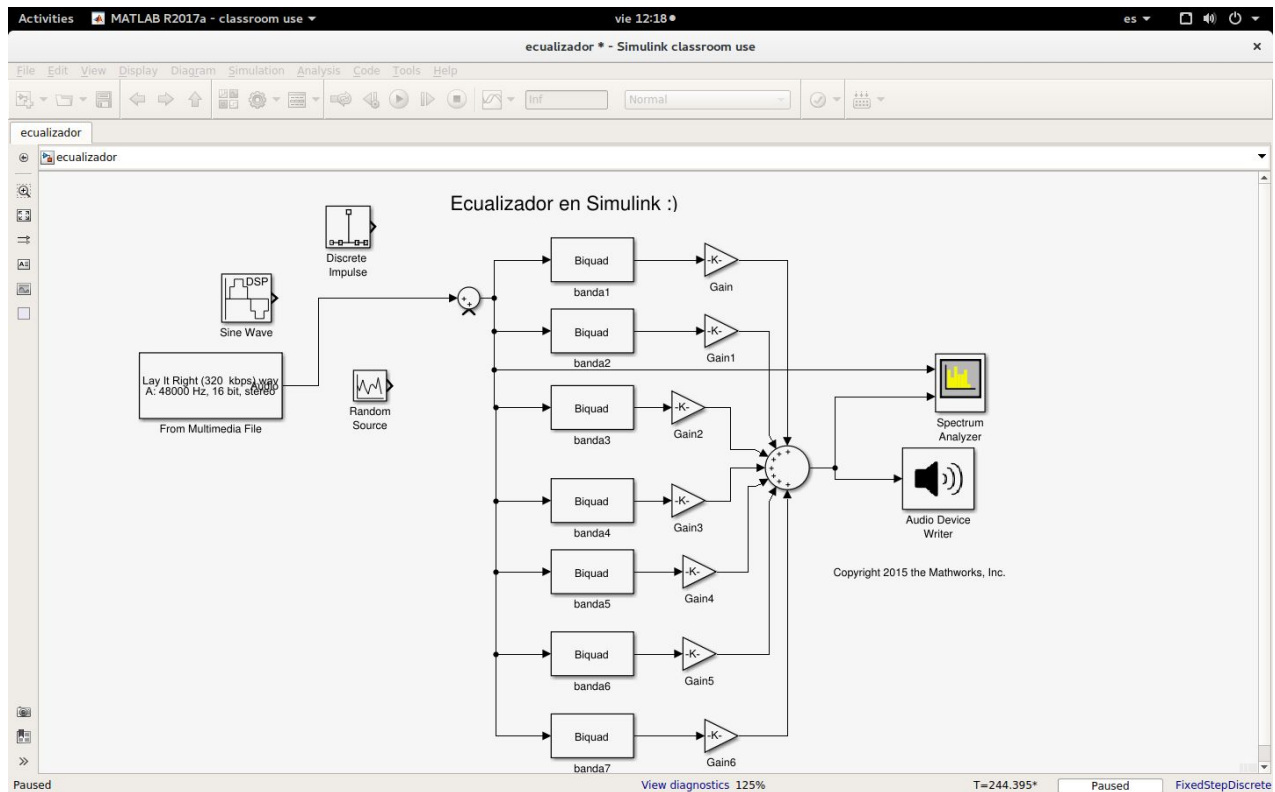 Activities MATLAB R2017a - classroom use vie 12:18 es
ecualizador * - Simulink classroom use ×
File Edit View Display Diagram Simulation Analysis Code Tools Help
Inf Normal
ecualizador
ecualizador
Ecualizador en Simulink :)
Discrete
Impulse
DSP
Sine Wave
Lay It Right (320 kbps).wav
Audio
A: 48000 Hz, 16 bit, stereo
From Multimedia File
Random
Source
+
+
Biquad
banda1
-K-
Gain
Biquad
banda2
-K-
Gain1
Biquad
banda3
-K-
Gain2
Biquad
banda4
-K-
Gain3
Biquad
banda5
-K-
Gain4
Biquad
banda6
-K-
Gain5
Biquad
banda7
-K-
Gain6
+
+
+
+
+
+
+
Spectrum
Analyzer
Audio Device
Writer
Copyright 2015 the Mathworks, Inc.
Paused View diagnostics 125% T=244.395* Paused FixedStepDiscrete